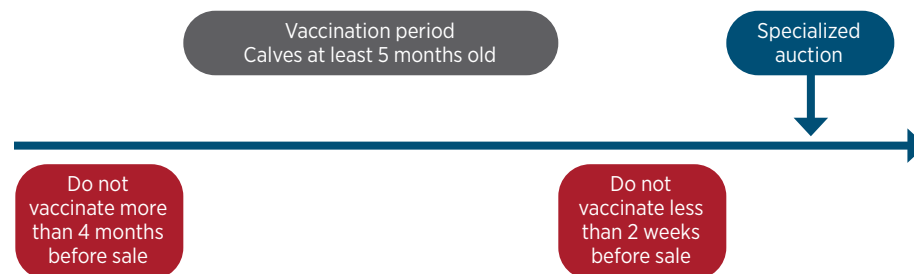 Vaccination period
Calves at least 5 months old
Specialized
auction
Do not
vaccinate more
than 4 months
before sale
Do not
vaccinate less
than 2 weeks
before sale